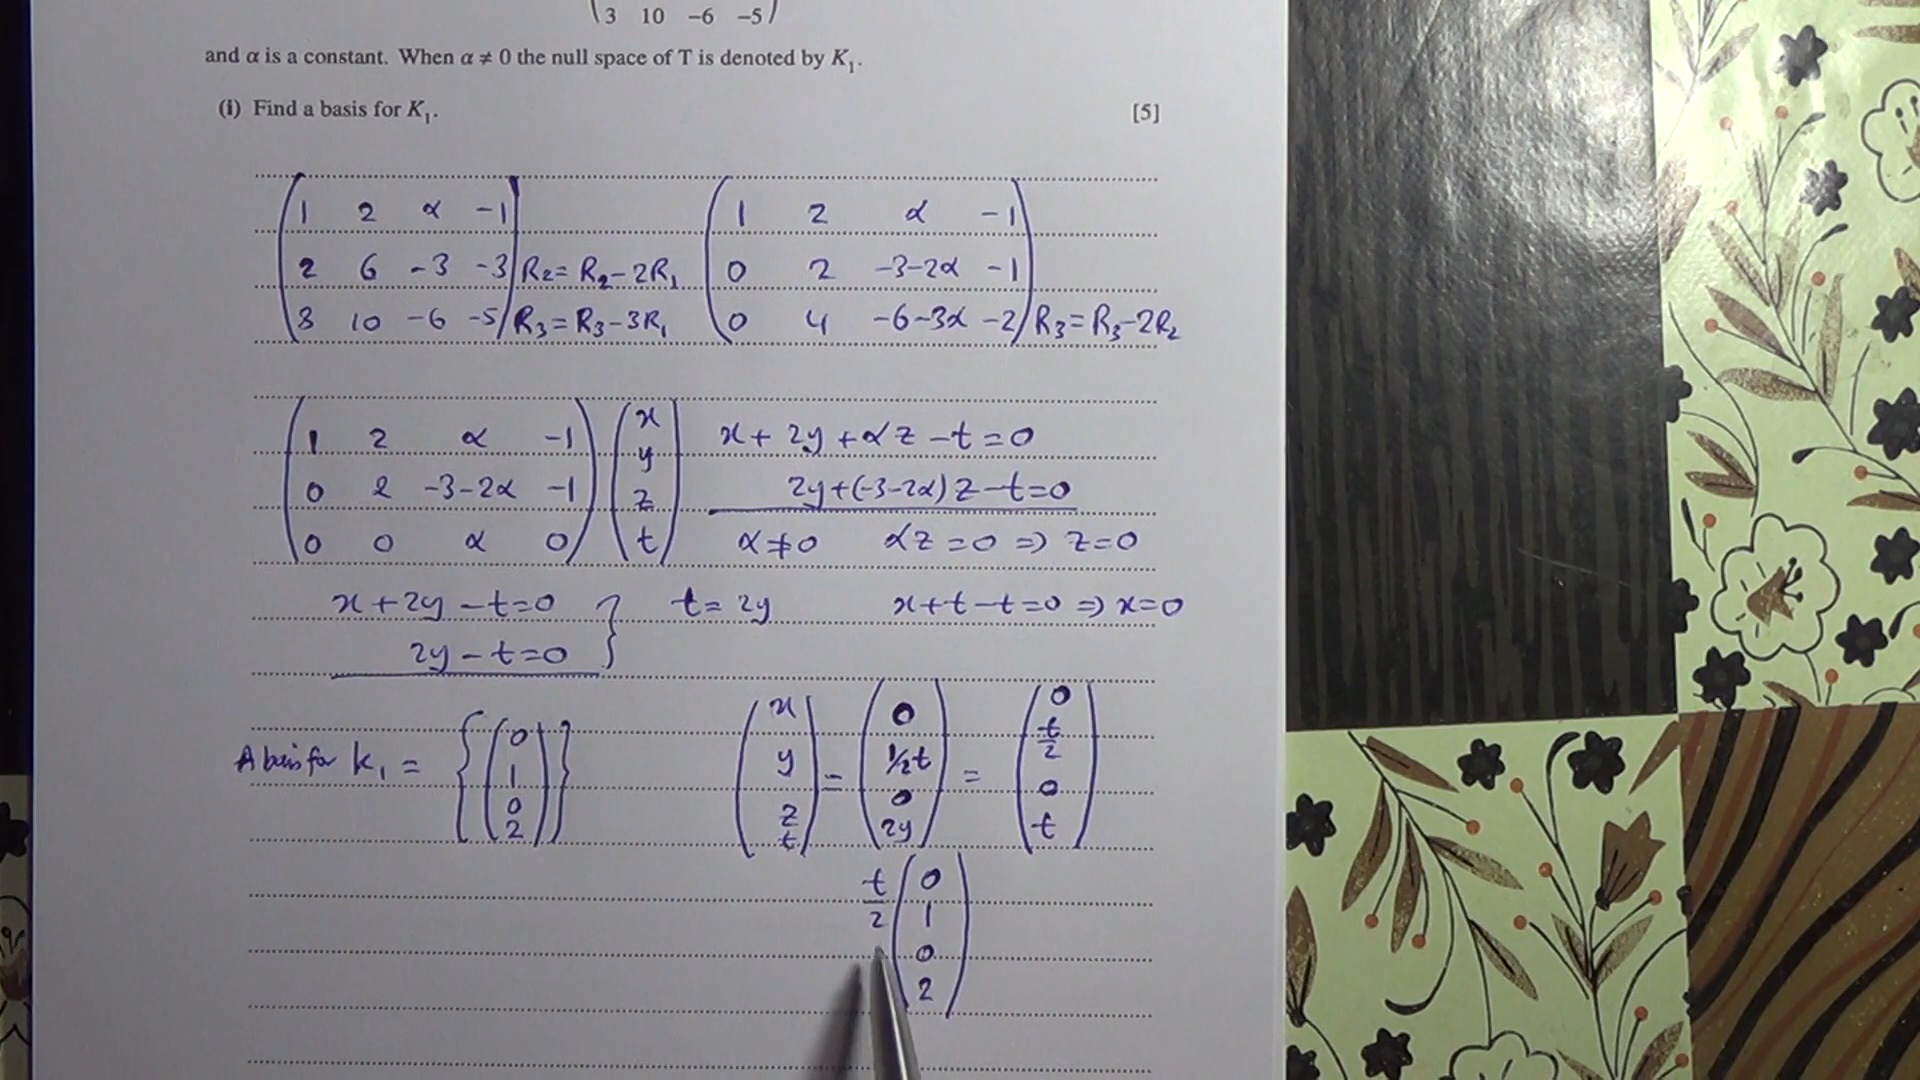 3 10 −6 −5
and α is a constant. When α ≠ 0 the null space of T is denoted by K₁.
(i) Find a basis for K₁. [5]
1 2 α -1 1 2 α -1
2 6 -3 -3 R₂=R₂-2R₁ 0 2 -3-2α -1
3 10 -6 -5 R₃=R₃-3R₁ 0 4 -6-3α -2 R₃=R₃-2R₂
1 2 α -1 x x+2y+αz-t=0
0 2 -3-2α -1 y z 2y+(-3-2α)z-t=0
0 0 α 0 t α≠0 αz=0 ⇒ z=0
x+2y-t=0 } t=2y x+t-t=0 ⇒ x=0
2y-t=0
x 0 0
A basis for K₁ = { 0 1 0 2 } y = 1/2t = t/2
z 0 0
t 2y t
t/2 0
1
0
2